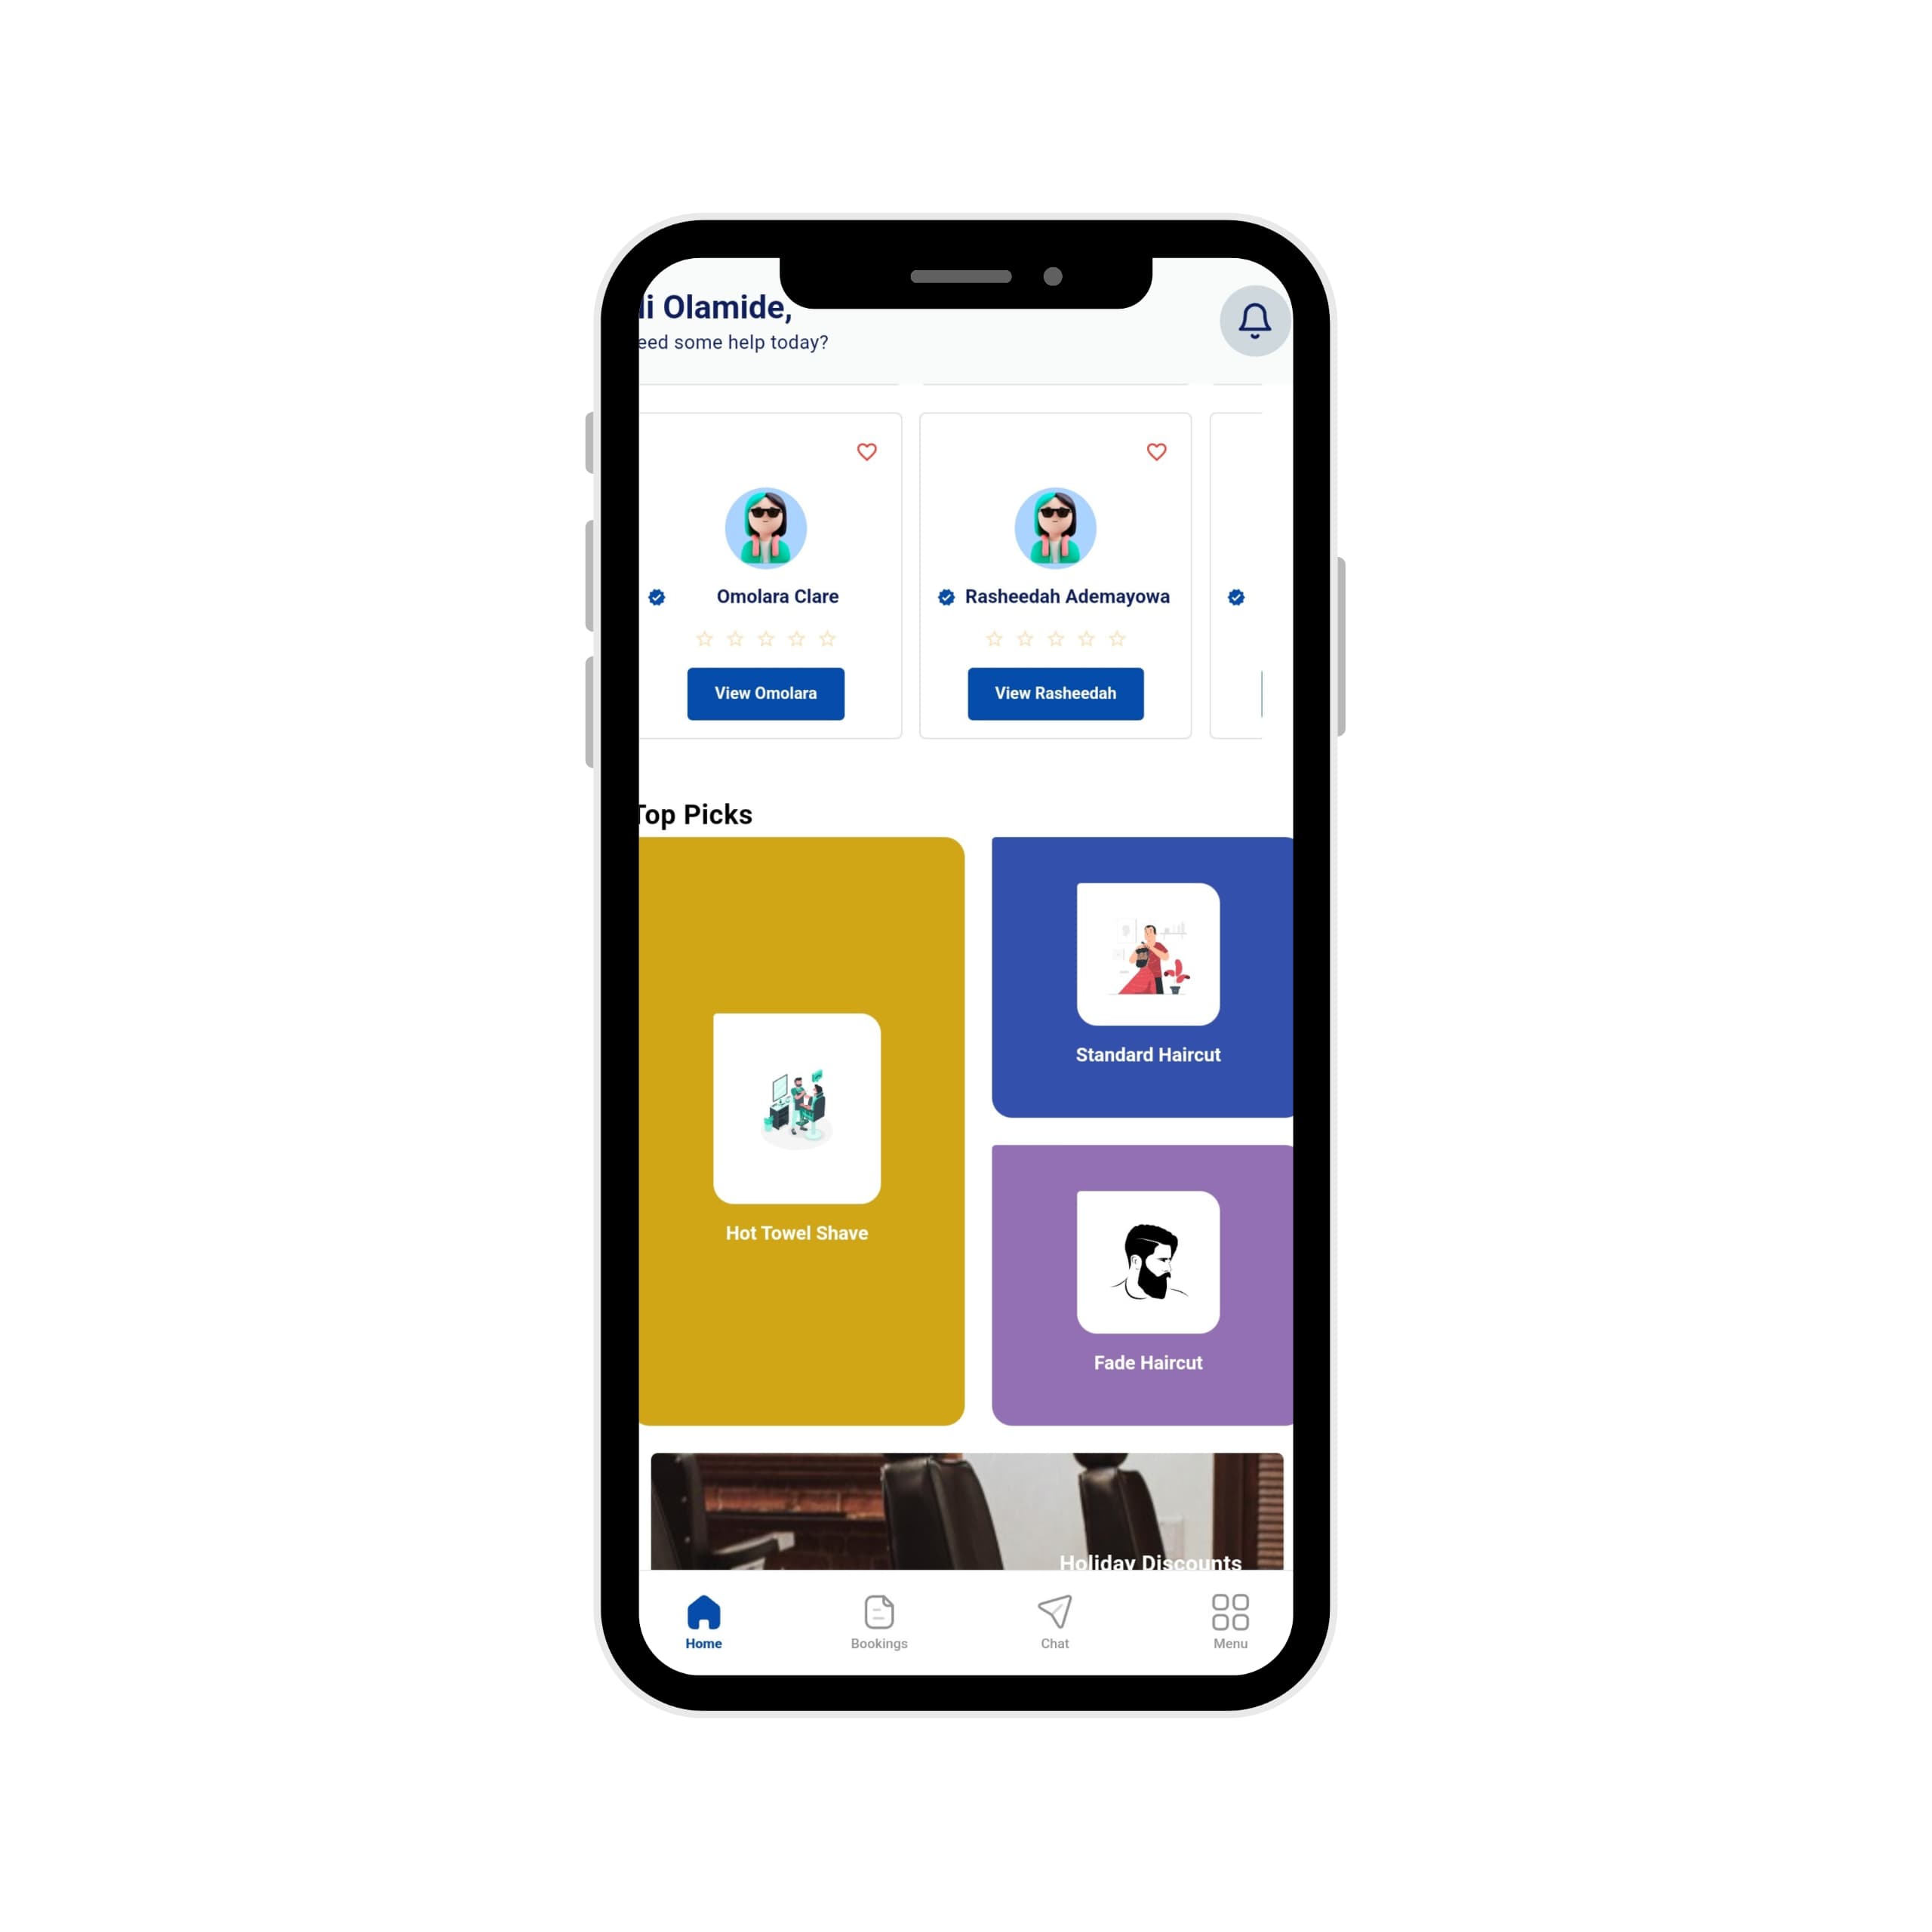 Hi Olamide,
eed some help today?
Omolara Clare
Rasheedah Ademayowa
View Omolara
View Rasheedah
Top Picks
Standard Haircut
Hot Towel Shave
Fade Haircut
Holiday Discounts
Home
Bookings
Chat
Menu